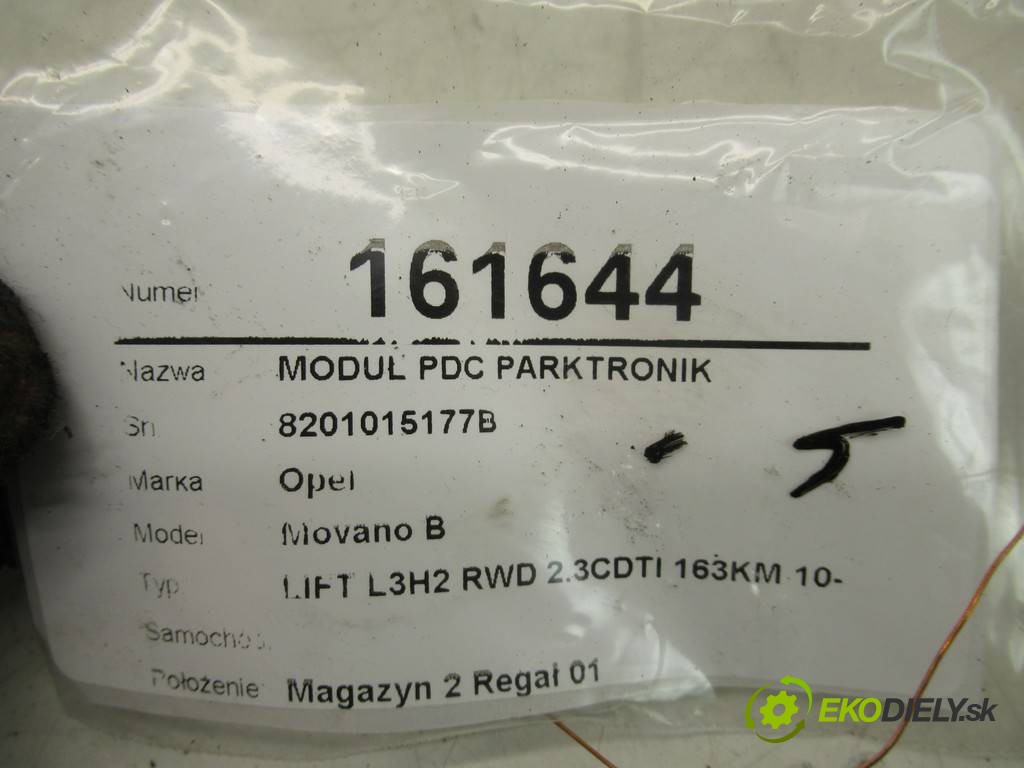 Numer 161644
Nazwa MODUŁ PDC PARKTRONIK
Sn 8201015177B
Marka Opel
Model Movano B
Typ LIFT L3H2 RWD 2.3CDTI 163KM 10-
Samochód
Położenie Magazyn 2 Regał 01
EKODIELY.sk